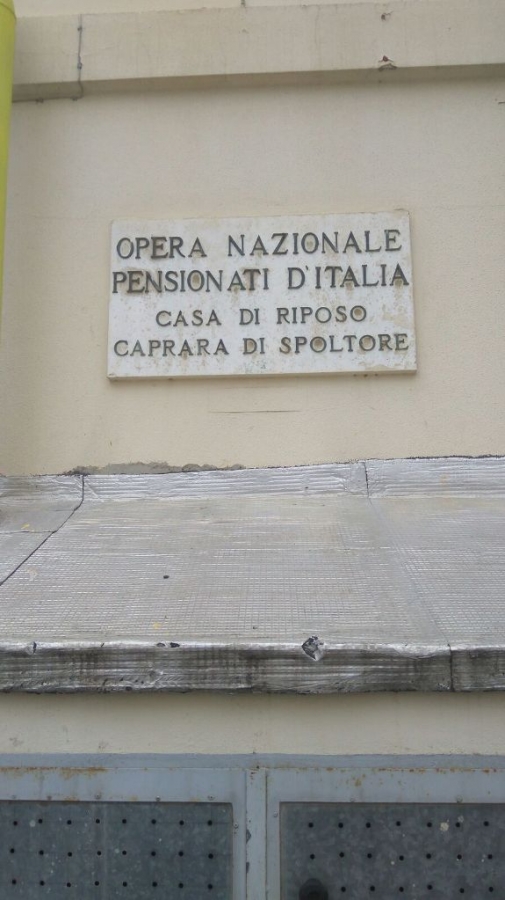 OPERA NAZIONALE
PENSIONATI D'ITALIA
CASA DI RIPOSO
CAPRARA DI SPOLTORE